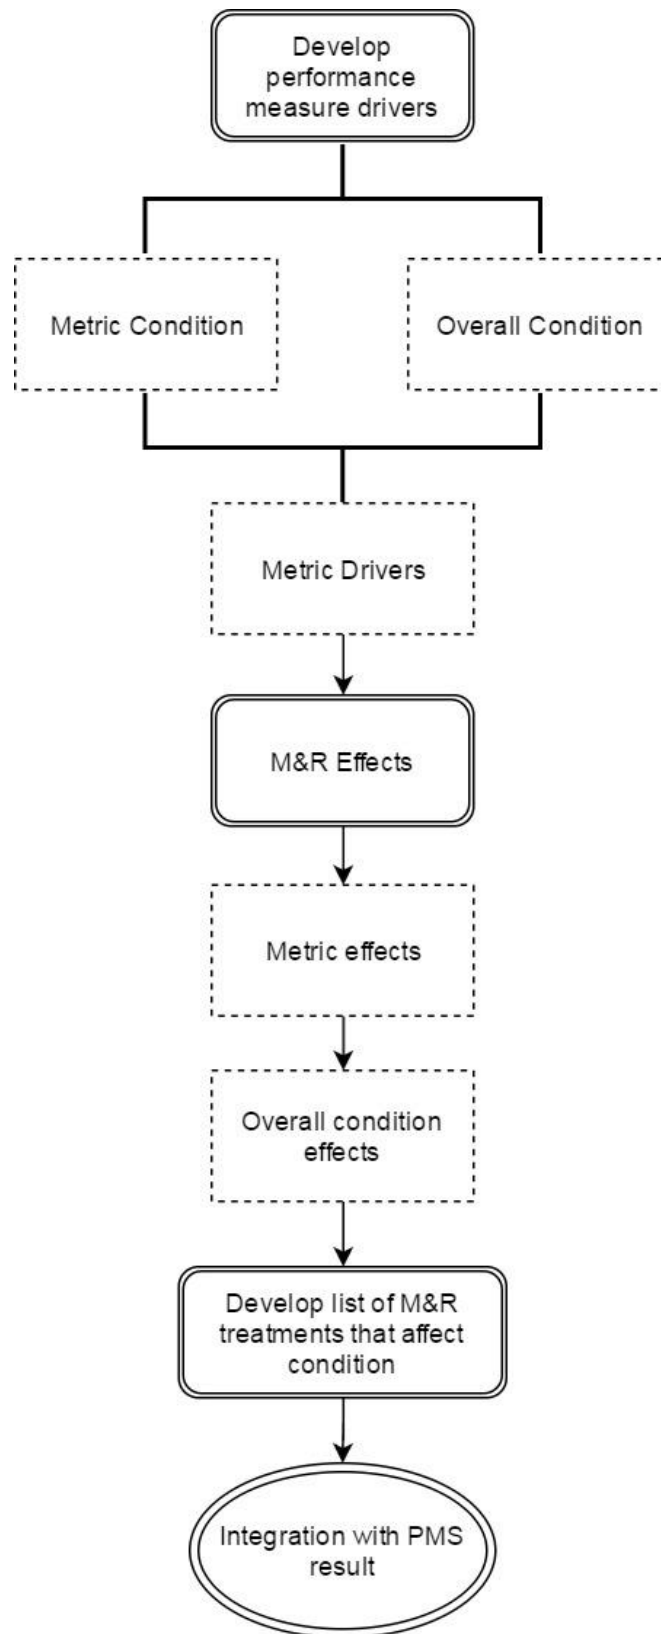 Develop
performance
measure drivers
Metric Condition
Overall Condition
Metric Drivers
M&R Effects
Metric effects
Overall condition
effects
Develop list of M&R
treatments that affect
condition
Integration with PMS
result